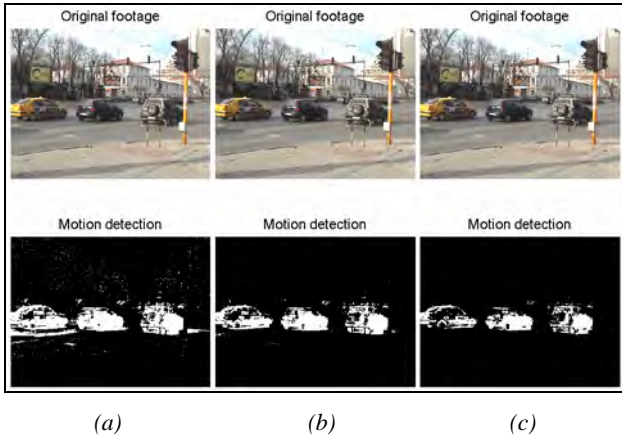 Original footage Original footage Original footage
Motion detection Motion detection Motion detection
(a) (b) (c)